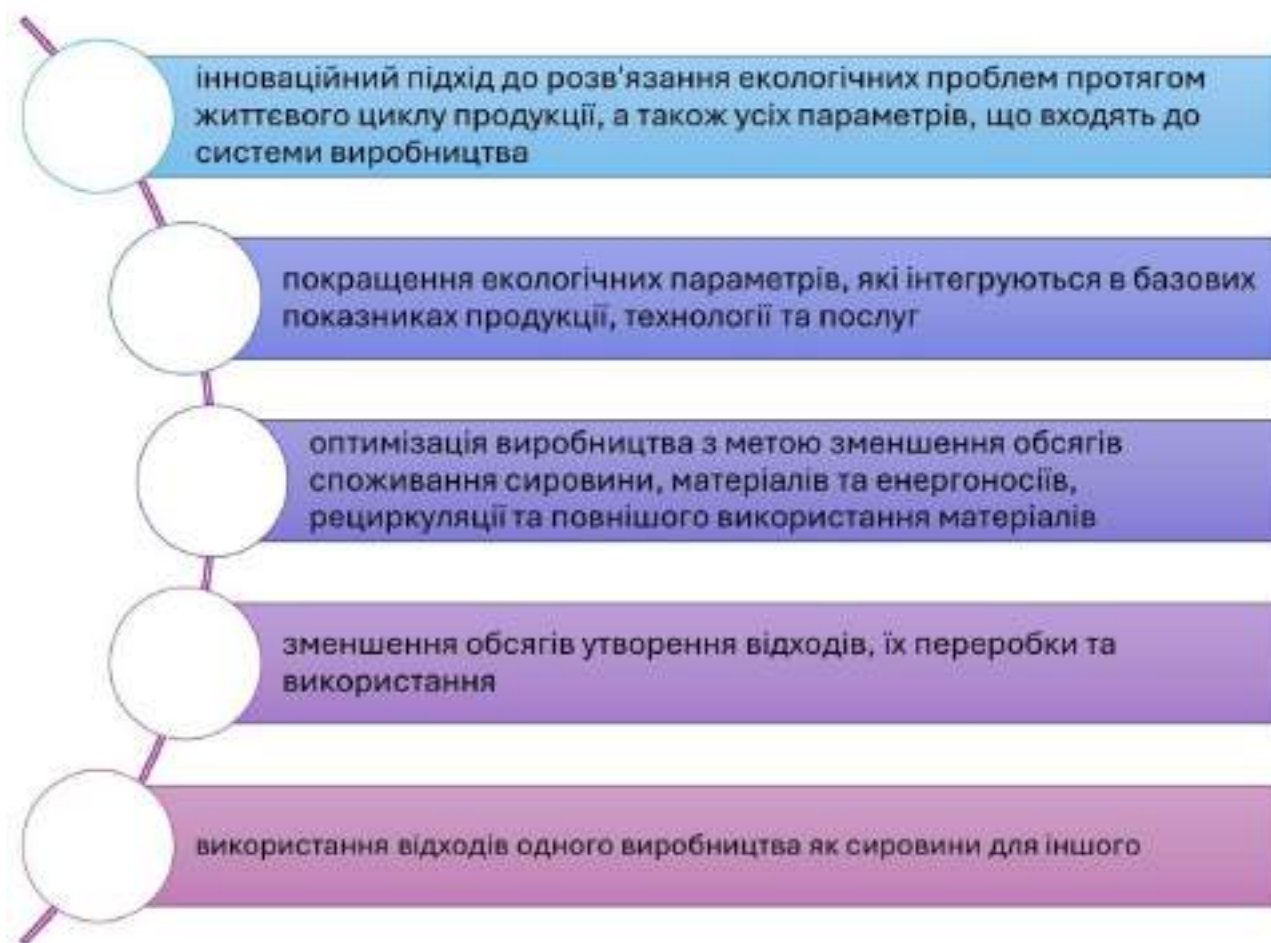 інноваційний підхід до розв'язання екологічних проблем протягом
життєвого циклу продукції, а також усіх параметрів, що входять до
системи виробництва
покращення екологічних параметрів, які інтегруються в базових
показниках продукції, технології та послуг
оптимізація виробництва з метою зменшення обсягів
споживання сировини, матеріалів та енергоносіїв,
рециркуляції та повнішого використання матеріалів
зменшення обсягів утворення відходів, їх переробки та
використання
використання відходів одного виробництва як сировини для іншого